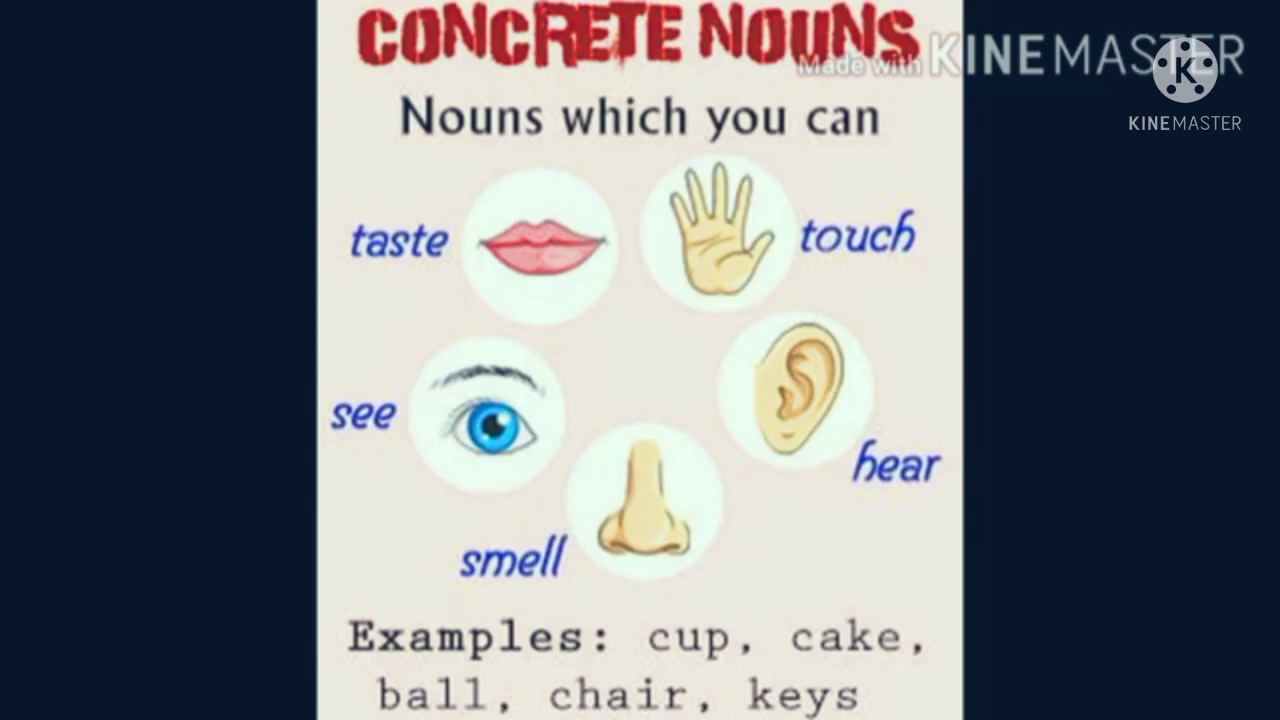 CONCRETE NOUNS
Made with KINEMASTER
K
KINEMASTER
Nouns which you can
taste
touch
see
hear
smell
Examples: cup, cake,
ball, chair, keys